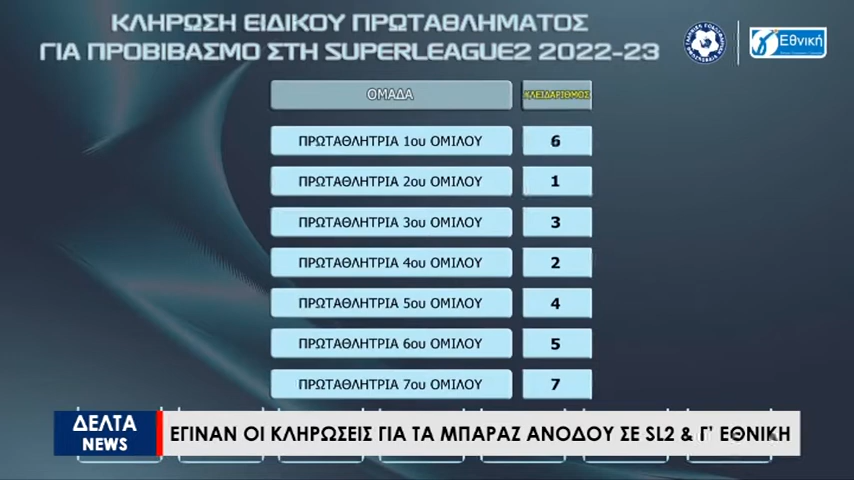 ΚΛΗΡΩΣΗ ΕΙΔΙΚΟΥ ΠΡΩΤΑΘΛΗΜΑΤΟΣ
ΓΙΑ ΠΡΟΒΙΒΑΣΜΟ ΣΤΗ SUPERLEAGUE2 2022-23
Εθνική
ΟΜΑΔΑ ΚΛΕΙΔΑΡΙΘΜΟΣ
ΠΡΩΤΑΘΛΗΤΡΙΑ 1ου ΟΜΙΛΟΥ 6
ΠΡΩΤΑΘΛΗΤΡΙΑ 2ου ΟΜΙΛΟΥ 1
ΠΡΩΤΑΘΛΗΤΡΙΑ 3ου ΟΜΙΛΟΥ 3
ΠΡΩΤΑΘΛΗΤΡΙΑ 4ου ΟΜΙΛΟΥ 2
ΠΡΩΤΑΘΛΗΤΡΙΑ 5ου ΟΜΙΛΟΥ 4
ΠΡΩΤΑΘΛΗΤΡΙΑ 6ου ΟΜΙΛΟΥ 5
ΠΡΩΤΑΘΛΗΤΡΙΑ 7ου ΟΜΙΛΟΥ 7
ΔΕΛΤΑ
NEWS
ΕΓΙΝΑΝ ΟΙ ΚΛΗΡΩΣΕΙΣ ΓΙΑ ΤΑ ΜΠΑΡΑΖ ΑΝΟΔΟΥ ΣΕ SL2 & Γ' ΕΘΝΙΚΗ